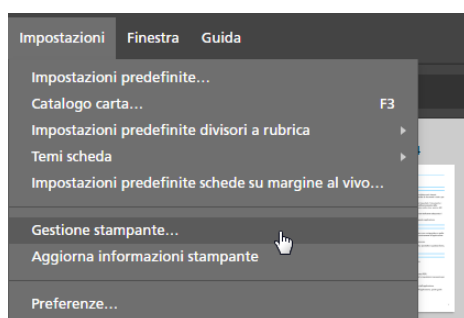 Impostazioni Finestra Guida
Impostazioni predefinite...
Catalogo carta... F3
Impostazioni predefinite divisori a rubrica
Temi scheda
Impostazioni predefinite schede su margine al vivo...
Gestione stampante...
Aggiorna informazioni stampante
Preferenze...